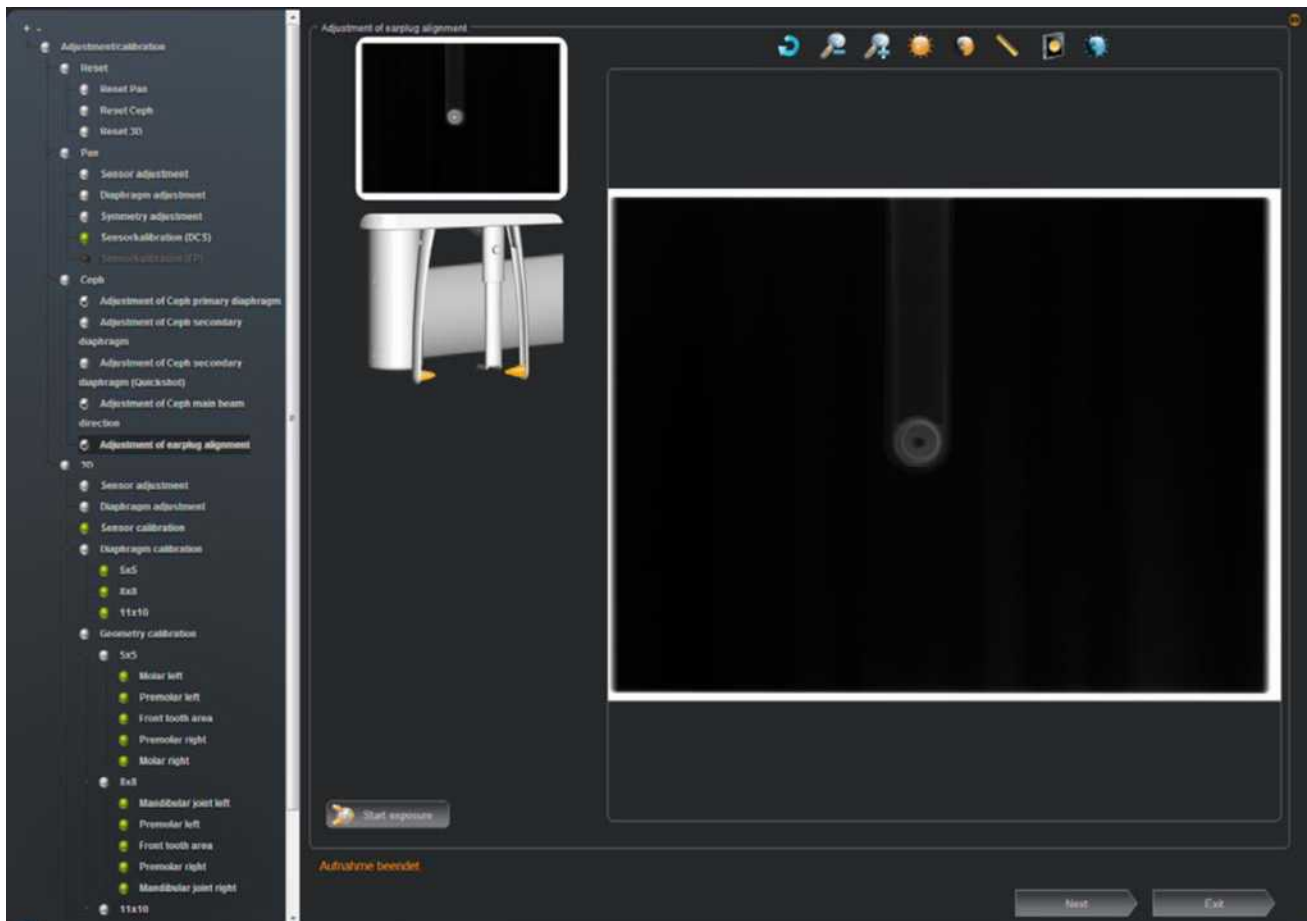 + -
Adjustment/calibration
Reset
Reset Pan
Reset Ceph
Reset 3D
Pan
Sensor adjustment
Diaphragm adjustment
Symmetry adjustment
Sensorkalibration (DCS)
Sensorkalibration (FP)
Ceph
Adjustment of Ceph primary diaphragm
Adjustment of Ceph secondary
diaphragm
Adjustment of Ceph secondary
diaphragm (Quickshot)
Adjustment of Ceph main beam
direction
Adjustment of earplug alignment
3D
Sensor adjustment
Diaphragm adjustment
Sensor calibration
Diaphragm calibration
5x5
8x8
11x10
Geometry calibration
5x5
Molar left
Premolar left
Front tooth area
Premolar right
Molar right
8x8
Mandibular joint left
Premolar left
Front tooth area
Premolar right
Mandibular joint right
11x10
Adjustment of earplug alignment
Start exposure
Aufnahme beendet
Next
Exit